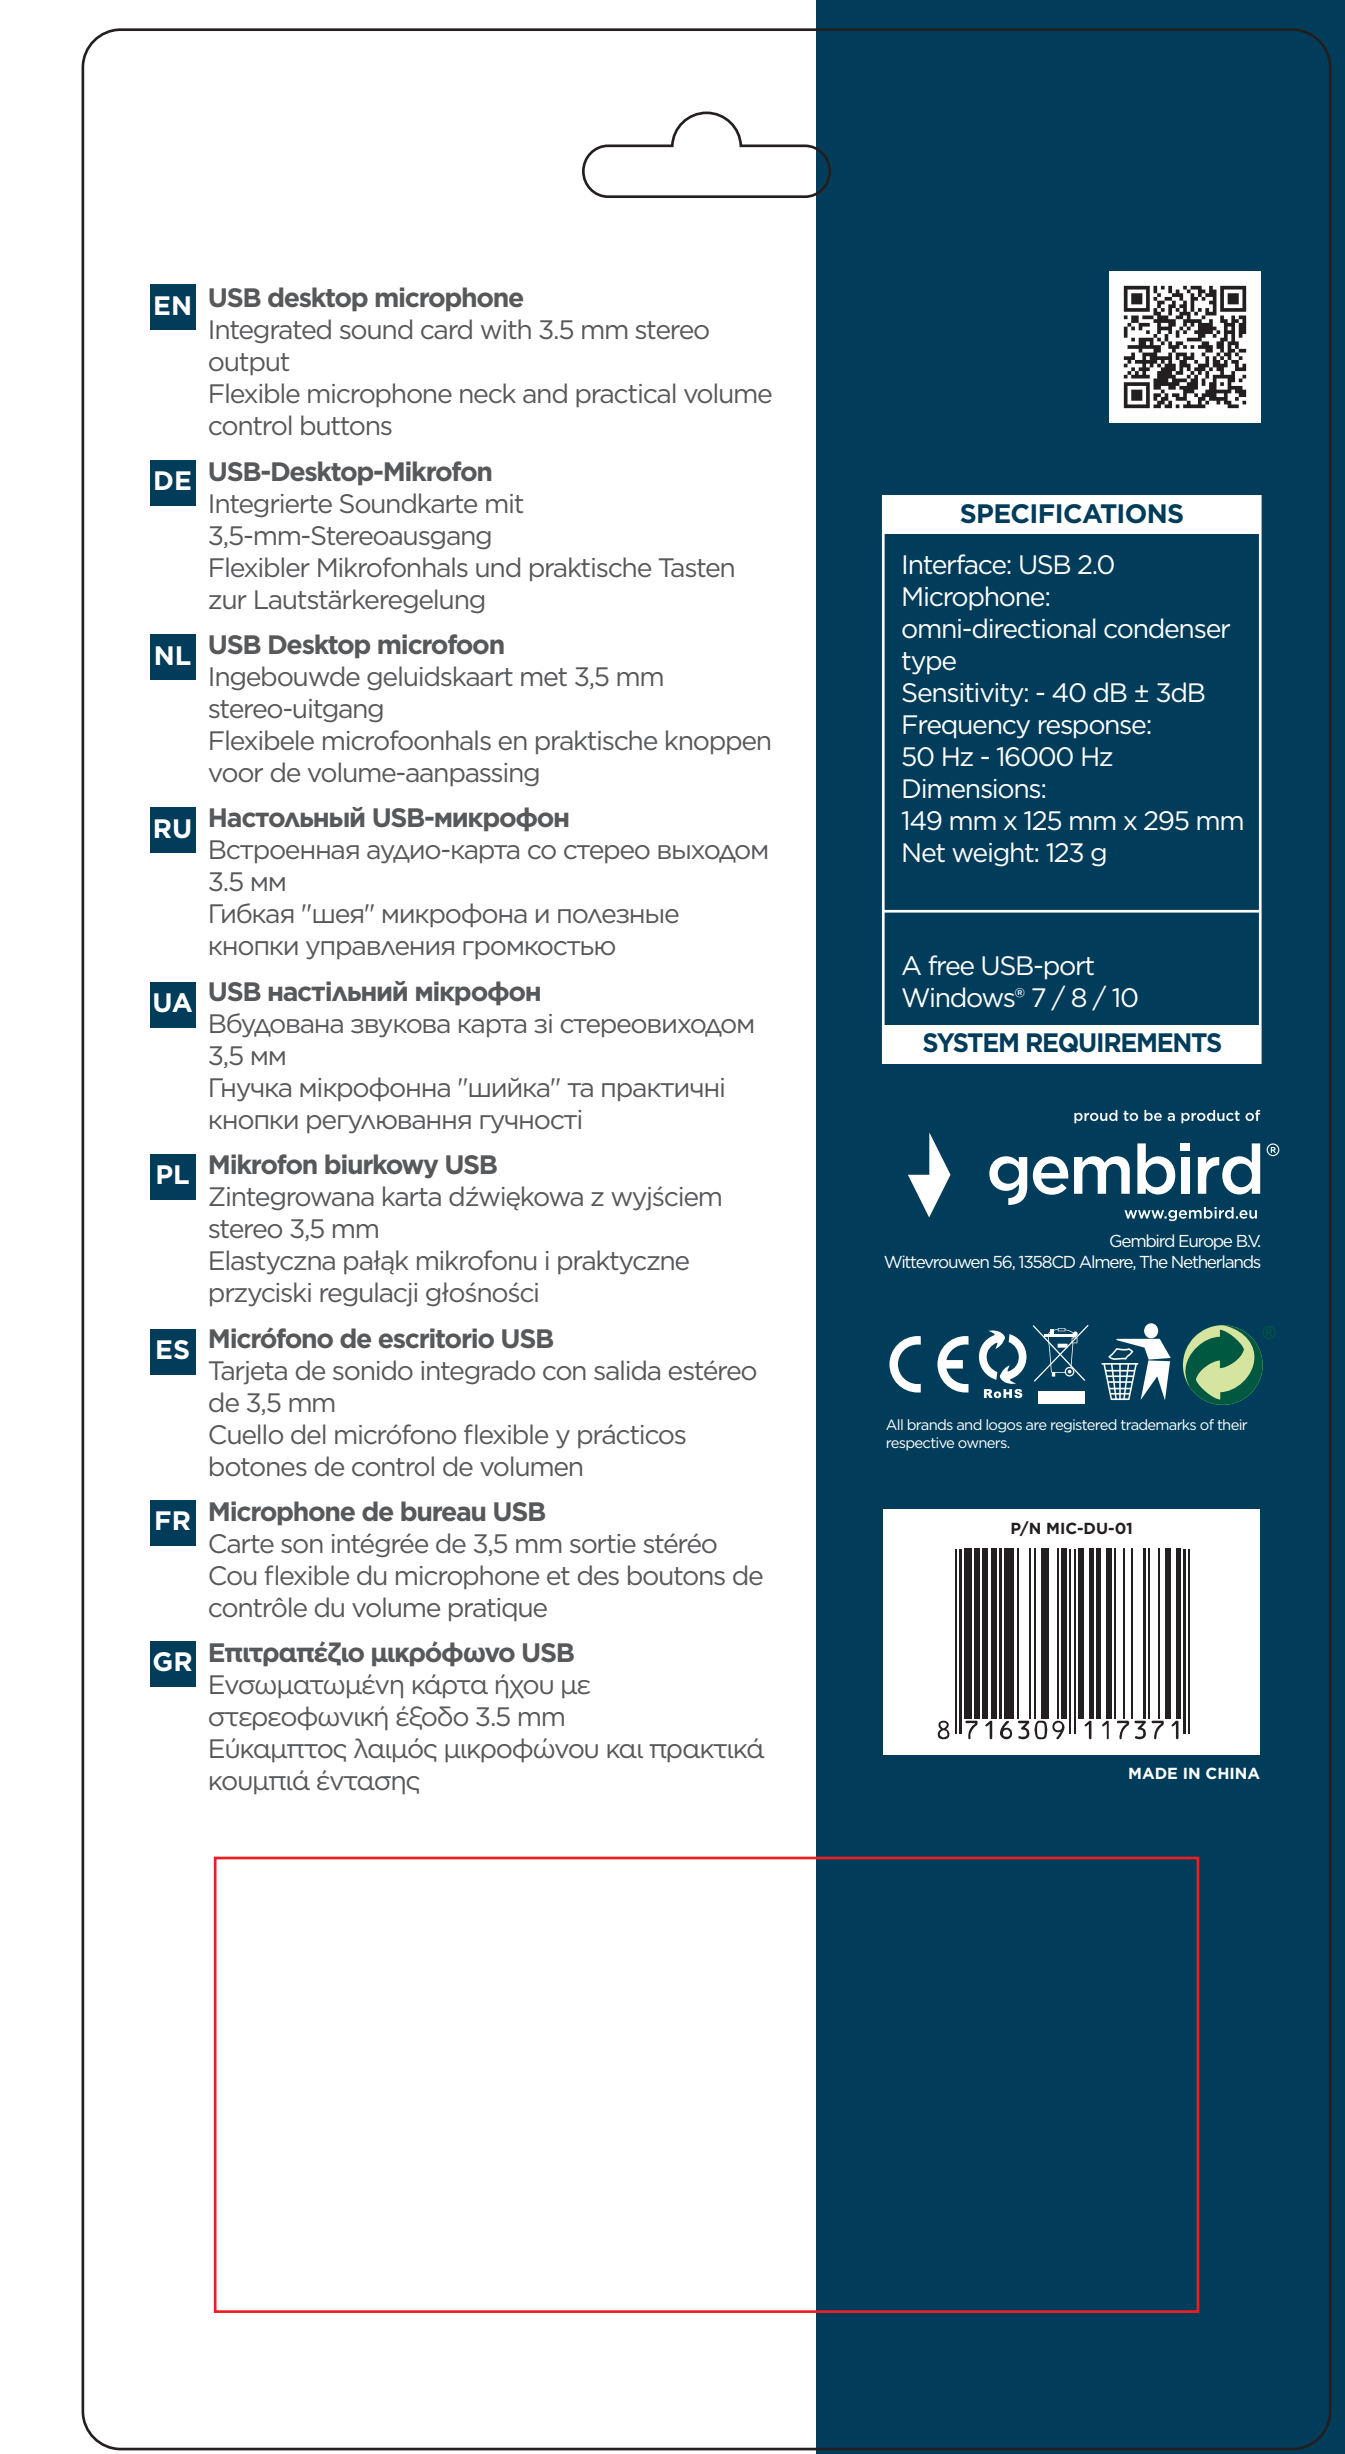 EN
USB desktop microphone
Integrated sound card with 3.5 mm stereo
output
Flexible microphone neck and practical volume
control buttons
DE
USB-Desktop-Mikrofon
Integrierte Soundkarte mit
3,5-mm-Stereoausgang
Flexibler Mikrofonhals und praktische Tasten
zur Lautstärkeregelung
NL
USB Desktop microfoon
Ingebouwde geluidskaart met 3,5 mm
stereo-uitgang
Flexibele microfoonhals en praktische knoppen
voor de volume-aanpassing
RU
Настольный USB-микрофон
Встроенная аудио-карта со стерео выходом
3.5 мм
Гибкая "шея" микрофона и полезные
кнопки управления громкостью
UA
USB настільний мікрофон
Вбудована звукова карта зі стереовиходом
3,5 мм
Гнучка мікрофонна "шийка" та практичні
кнопки регулювання гучності
PL
Mikrofon biurkowy USB
Zintegrowana karta dźwiękowa z wyjściem
stereo 3,5 mm
Elastyczna pałąk mikrofonu i praktyczne
przyciski regulacji głośności
ES
Micrófono de escritorio USB
Tarjeta de sonido integrado con salida estéreo
de 3,5 mm
Cuello del micrófono flexible y prácticos
botones de control de volumen
FR
Microphone de bureau USB
Carte son intégrée de 3,5 mm sortie stéréo
Cou flexible du microphone et des boutons de
contrôle du volume pratique
GR
Επιτραπέζιο μικρόφωνο USB
Ενσωματωμένη κάρτα ήχου με
στερεοφωνική έξοδο 3.5 mm
Εύκαμπτος λαιμός μικροφώνου και πρακτικά
κουμπιά έντασης
SPECIFICATIONS
Interface: USB 2.0
Microphone:
omni-directional condenser
type
Sensitivity: - 40 dB ± 3dB
Frequency response:
50 Hz - 16000 Hz
Dimensions:
149 mm x 125 mm x 295 mm
Net weight: 123 g
A free USB-port
Windows® 7 / 8 / 10
SYSTEM REQUIREMENTS
proud to be a product of
gembird®
www.gembird.eu
Gembird Europe B.V.
Wittevrouwen 56, 1358CD Almere, The Netherlands
CE
RoHS
®
All brands and logos are registered trademarks of their
respective owners.
P/N MIC-DU-01
8 716309 117371
MADE IN CHINA